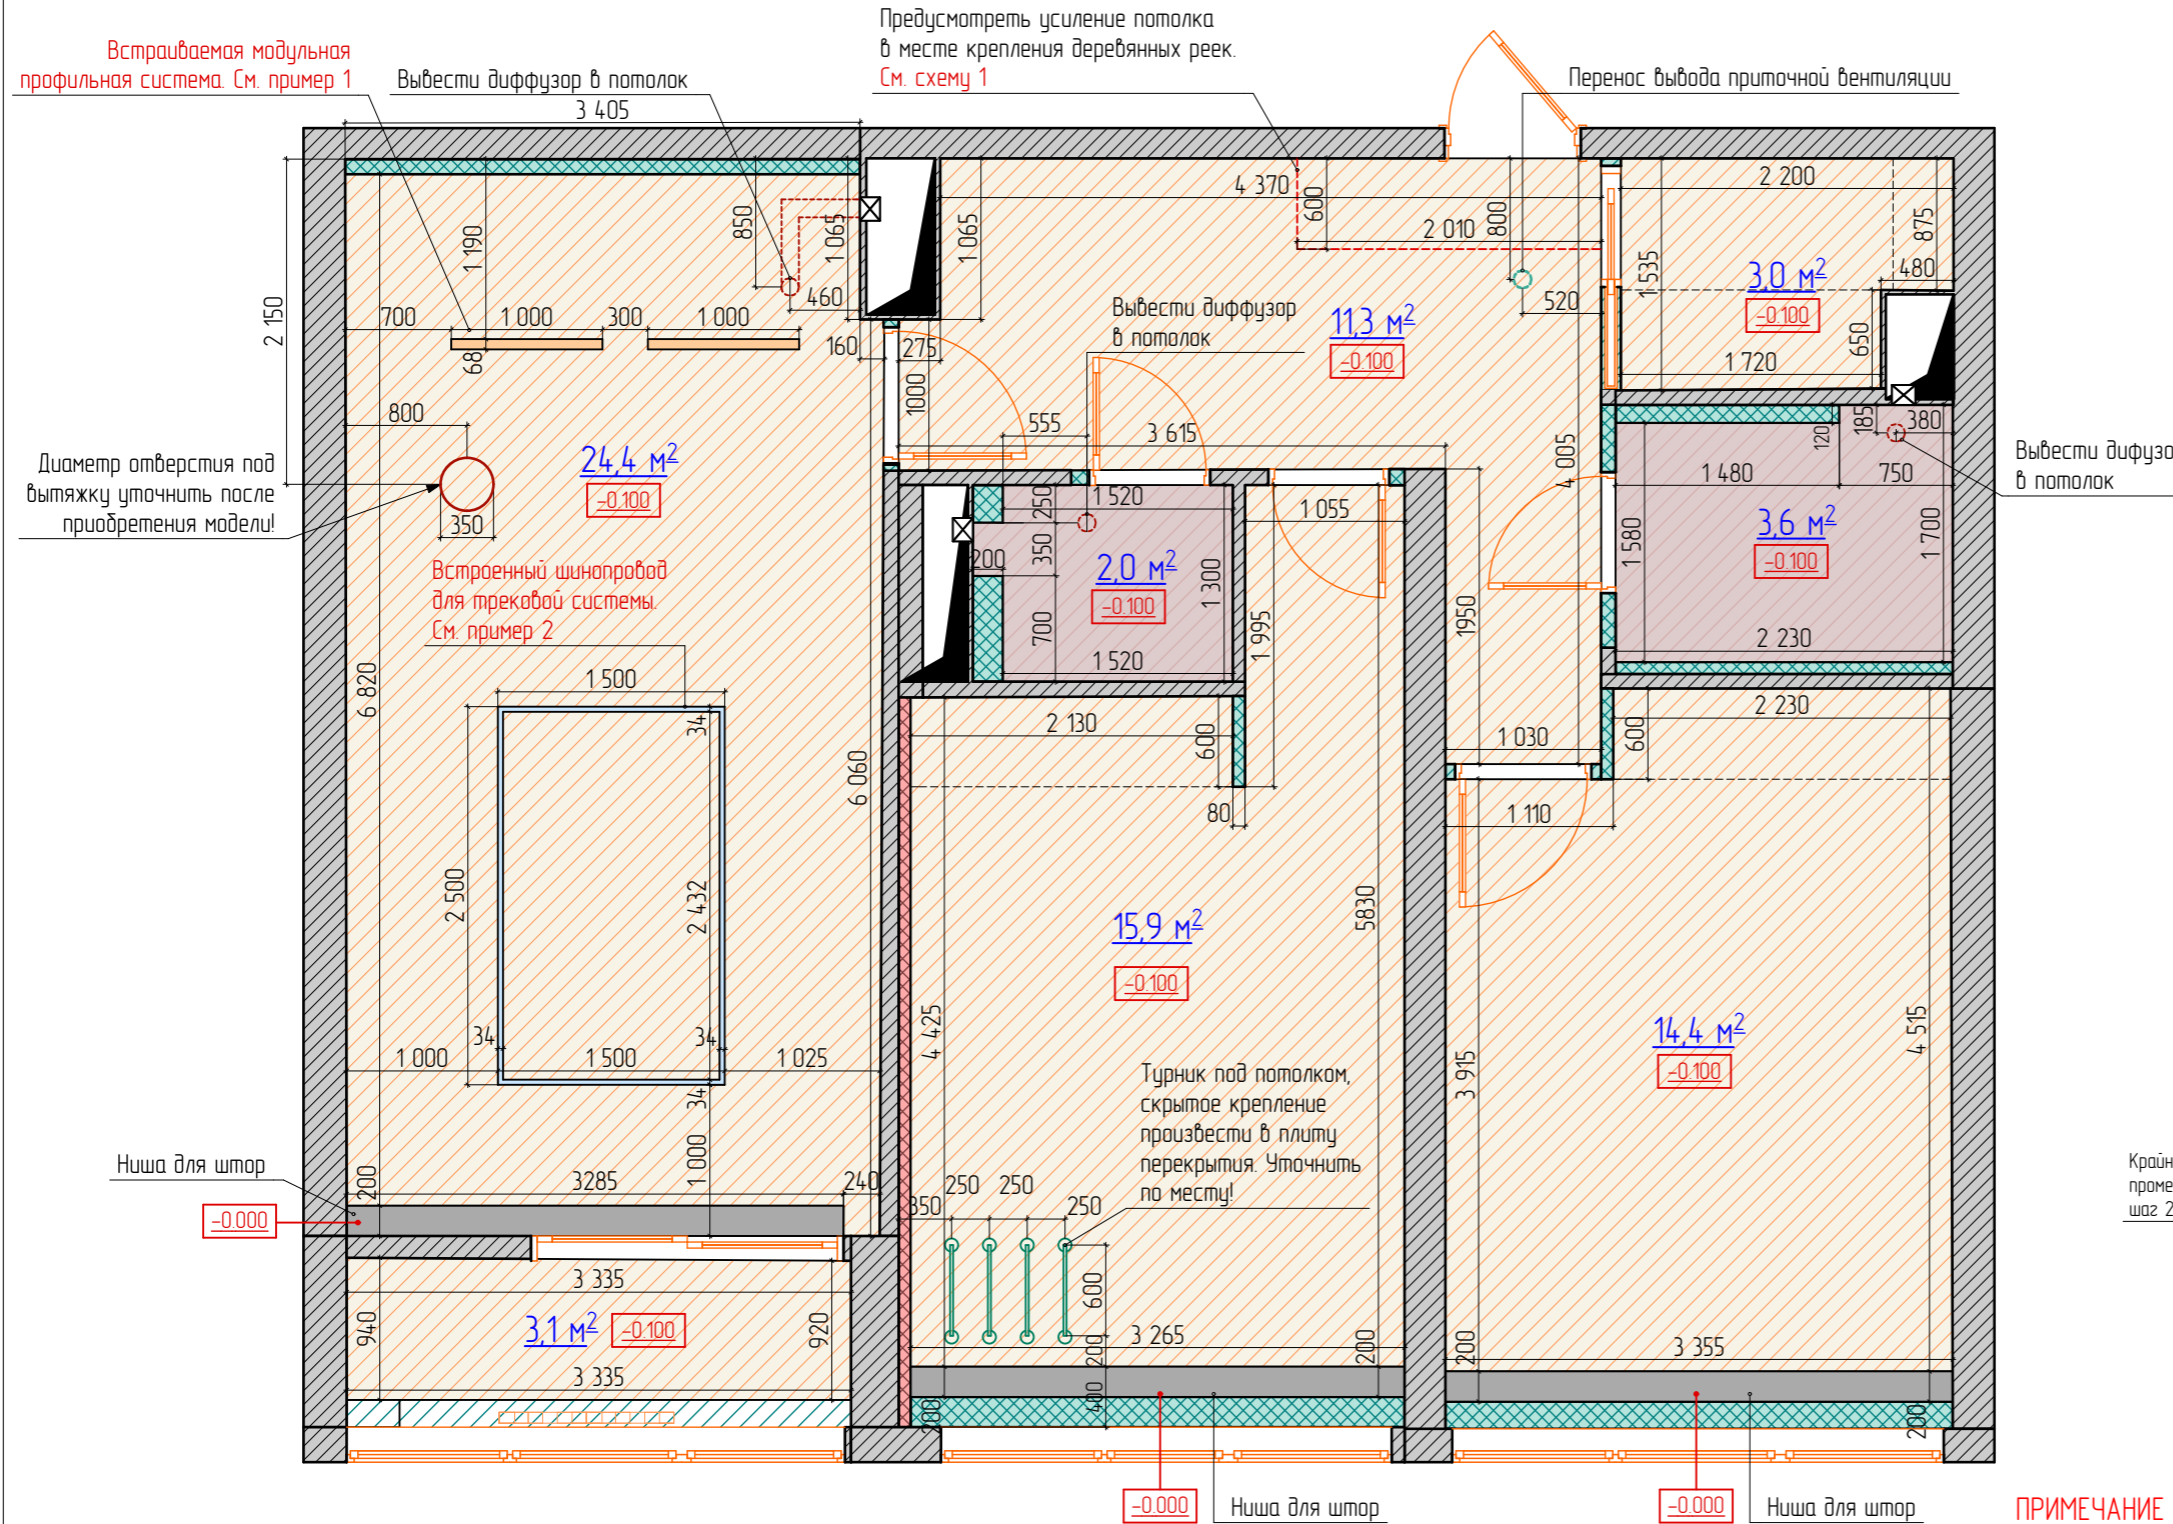 Предусмотреть усиление потолка
в месте крепления деревянных реек.
См. схему 1
Встраиваемая модульная
профильная система. См. пример 1
Вывести диффузор в потолок
Перенос вывода приточной вентиляции
3 405
4 370
600
2 010
800
520
2 200
875
480
1 535
3,0 м²
-0.100
650
1 720
2 150
1 190
850
1 065
460
1 065
700
1 000
300
1 000
68
160
275
1000
Вывести диффузор
в потолок
11,3 м²
-0.100
800
555
3 615
4 005
120
185
380
Вывести дифузо
в потолок
Диаметр отверстия под
вытяжку уточнить после
приобретения модели!
350
24,4 м²
-0.100
250
1 520
1 055
1 480
750
3,6 м²
-0.100
1 580
1 700
350
200
2,0 м²
-0.100
1 300
700
1 520
1 995
1950
2 230
Встроенный шинопровод
для трековой системы.
См. пример 2
6 820
1 500
34
2 130
600
80
1 030
600
2 230
1 110
6 060
2 500
2 432
5830
15,9 м²
-0.100
4 425
34
34
1 000
1 500
1 025
34
1 000
14,4 м²
-0.100
3 915
4 515
Турник под потолком,
скрытое крепление
произвести в плиту
перекрытия. Уточнить
по месту!
Ниша для штор
-0.000
200
3285
240
350
250
250
250
Крайн
проме
шаг 2
3 335
940
3,1 м²
-0.100
920
3 335
600
200
3 265
200
400
200
200
3 355
200
-0.000
Ниша для штор
-0.000
Ниша для штор
ПРИМЕЧАНИЕ